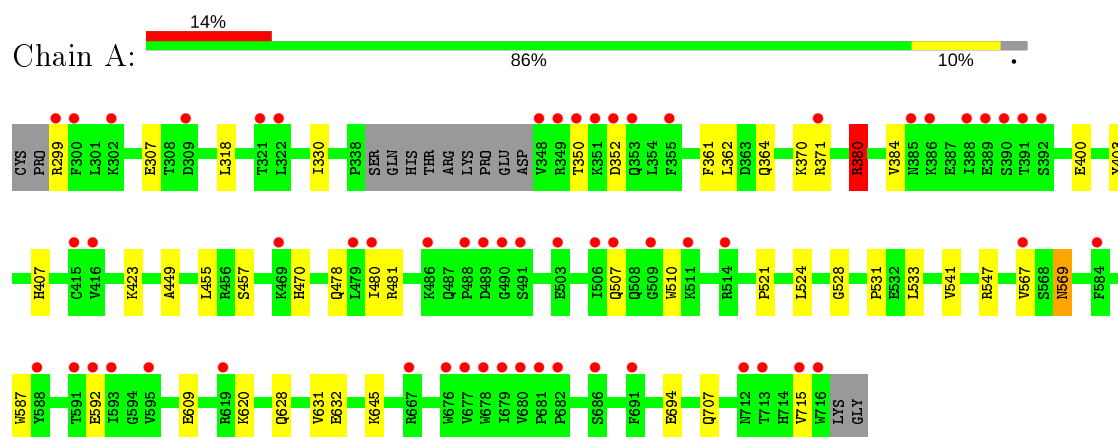 14%
Chain A:
86%
10%
•
CYS PRO R299 F300 L301 K302 E307 T308 D309 L318 T321 L322 I330 P338 SER GLN HIS THR ARG LYS PRO GLU ASP V348 R349 T350 K351 D352 Q353 L354 F355 F361 L362 D363 Q364 K370 R371 R380 V384 N385 K386 E387 I388 E389 S390 T391 S392 E400 Y403
H407 C415 V416 K423 A449 L455 R456 S457 K469 H470 Q478 L479 I480 R481 K486 Q487 P488 D489 G490 S491 E503 I506 Q507 Q508 G509 W510 K511 R514 P521 L524 G528 P531 E532 L533 V541 R547 V567 S568 N569 F584
W587 Y588 T591 E592 I593 G594 V595 E609 R619 K620 Q628 V631 E632 K645 R667 W676 V677 W678 I679 V680 P681 P682 S686 F691 E694 Q707 N712 T713 H714 V715 W716 LYS GLY